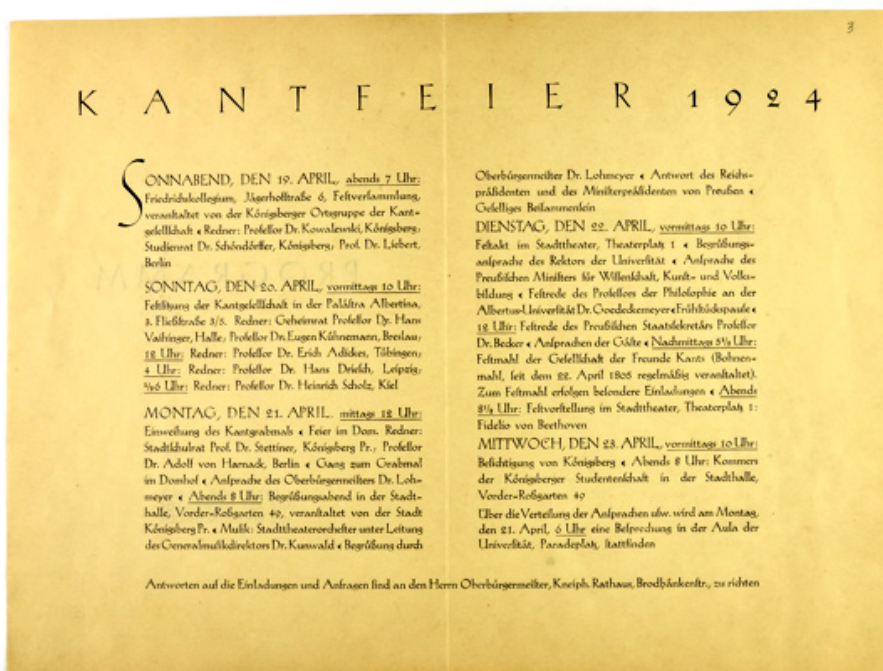 3
KANTFEIER 1924
SONNABEND, DEN 19. APRIL, abends 7 Uhr:
Friedrichskollegium, Jägerhofstraße 6, Festversammlung,
veranstaltet von der Königsberger Ortsgruppe der Kant-
gesellschaft • Redner: Professor Dr. Kowalewski, Königsberg;
Studienrat Dr. Schöndörffer, Königsberg; Prof. Dr. Liebert,
Berlin
SONNTAG, DEN 20. APRIL, vormittags 10 Uhr:
Festsitzung der Kantgesellschaft in der Palästra Albertina,
3. Fließstraße 3/5. Redner: Geheimrat Professor Dr. Hans
Vaihinger, Halle; Professor Dr. Eugen Kühnemann, Breslau;
12 Uhr: Redner: Professor Dr. Erich Adickes, Tübingen;
4 Uhr: Redner: Professor Dr. Hans Driesch, Leipzig;
½6 Uhr: Redner: Professor Dr. Heinrich Scholz, Kiel
MONTAG, DEN 21. APRIL. mittags 12 Uhr:
Einweihung des Kantgrabmals • Feier im Dom. Redner:
Stadtschulrat Prof. Dr. Stettiner, Königsberg Pr.; Professor
Dr. Adolf von Harnack, Berlin • Gang zum Grabmal
im Domhof • Ansprache des Oberbürgermeisters Dr. Loh-
meyer • Abends 8 Uhr: Begrüßungsabend in der Stadt-
halle, Vorder-Roßgarten 49, veranstaltet von der Stadt
Königsberg Pr. • Musik: Stadttheaterorchester unter Leitung
des Generalmusikdirektors Dr. Kunwald • Begrüßung durch
Oberbürgermeister Dr. Lohmeyer • Antwort des Reichs-
präsidenten und des Ministerpräsidenten von Preußen •
Geselliges Beisammensein
DIENSTAG, DEN 22. APRIL, vormittags 10 Uhr:
Festakt im Stadttheater, Theaterplatz 1 • Begrüßungs-
ansprache des Rektors der Universität • Ansprache des
Preußischen Ministers für Wissenschaft, Kunst- und Volks-
bildung • Festrede des Professors der Philosophie an der
Albertus-Universität Dr. Goedeckemeyer • Frühstückspause •
12 Uhr: Festrede des Preußischen Staatssekretärs Professor
Dr. Becker • Ansprachen der Gäste • Nachmittags 5½ Uhr:
Festmahl der Gesellschaft der Freunde Kants (Bohnen-
mahl, seit dem 22. April 1805 regelmäßig veranstaltet).
Zum Festmahl erfolgen besondere Einladungen • Abends
8¼ Uhr: Festvorstellung im Stadttheater, Theaterplatz 1:
Fidelio von Beethoven
MITTWOCH, DEN 23. APRIL, vormittags 10 Uhr:
Besichtigung von Königsberg • Abends 8 Uhr: Kommers
der Königsberger Studentenschaft in der Stadthalle,
Vorder-Roßgarten 49
Über die Verteilung der Ansprachen usw. wird am Montag,
den 21. April, 6 Uhr eine Besprechung in der Aula der
Universität, Paradeplatz, stattfinden
Antworten auf die Einladungen und Anfragen sind an den Herrn Oberbürgermeister, Kneiph. Rathaus, Brodbänkenstr., zu richten